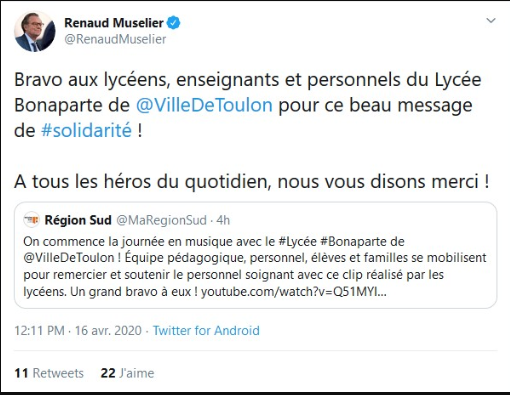 Renaud Muselier
@RenaudMuselier
Bravo aux lycéens, enseignants et personnels du Lycée
Bonaparte de @VilleDeToulon pour ce beau message
de #solidarité !
A tous les héros du quotidien, nous vous disons merci !
Région Sud @MaRegionSud · 4h
On commence la journée en musique avec le #Lycée #Bonaparte de
@VilleDeToulon ! Équipe pédagogique, personnel, élèves et familles se mobilisent
pour remercier et soutenir le personnel soignant avec ce clip réalisé par les
lycéens. Un grand bravo à eux ! youtube.com/watch?v=Q51MYI...
12:11 PM · 16 avr. 2020 · Twitter for Android
11 Retweets 22 J'aime